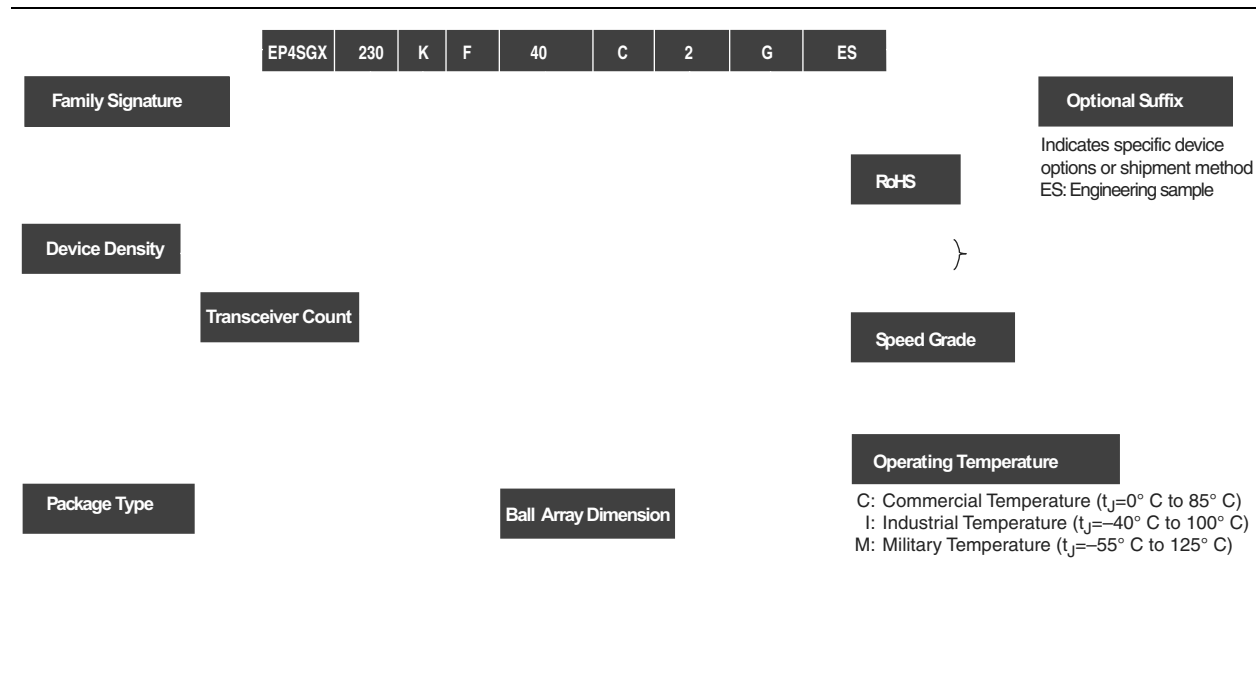 EP4SGX 230 K F 40 C 2 G ES
Family Signature
Optional Suffix
Indicates specific device
options or shipment method
ES: Engineering sample
RoHS
Device Density
Transceiver Count
Speed Grade
Operating Temperature
C: Commercial Temperature (tJ=0° C to 85° C)
I: Industrial Temperature (tJ=–40° C to 100° C)
M: Military Temperature (tJ=–55° C to 125° C)
Package Type
Ball Array Dimension